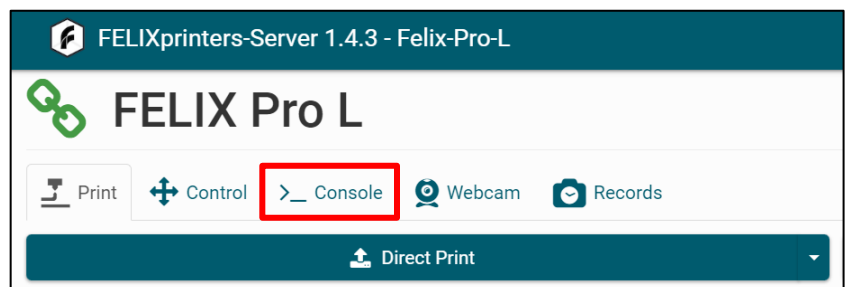 FELIXprinters-Server 1.4.3 - Felix-Pro-L
FELIX Pro L
Print Control >_ Console Webcam Records
Direct Print